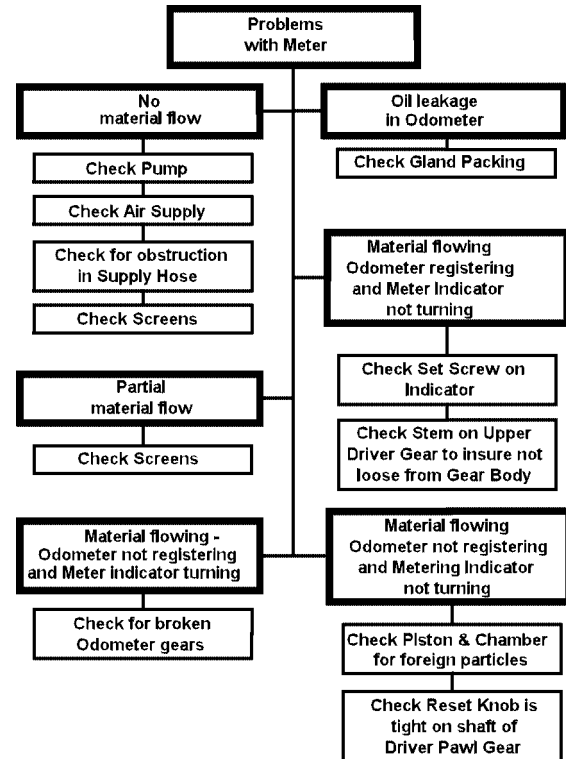 Problems
with Meter
No
material flow
Check Pump
Check Air Supply
Check for obstruction
in Supply Hose
Check Screens
Partial
material flow
Check Screens
Material flowing -
Odometer not registering
and Meter indicator turning
Check for broken
Odometer gears
Oil leakage
in Odometer
Check Gland Packing
Material flowing
Odometer registering
and Meter Indicator
not turning
Check Set Screw on
Indicator
Check Stem on Upper
Driver Gear to insure not
loose from Gear Body
Material flowing
Odometer not registering
and Metering Indicator
not turning
Check Piston & Chamber
for foreign particles
Check Reset Knob is
tight on shaft of
Driver Pawl Gear